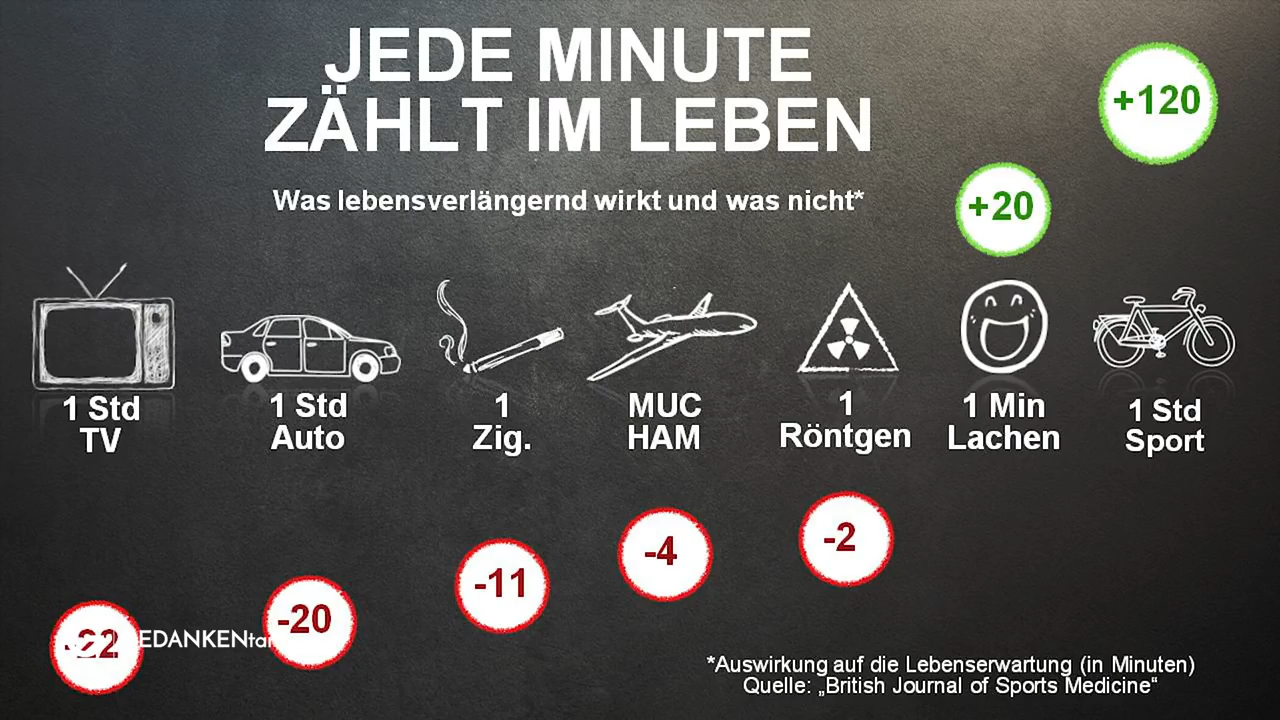 JEDE MINUTE
ZÄHLT IM LEBEN
Was lebensverlängernd wirkt und was nicht*
+120
+20
1 Std
TV
1 Std
Auto
1
Zig.
MUC
HAM
1
Röntgen
1 Min
Lachen
1 Std
Sport
-22
-20
-11
-4
-2
*Auswirkung auf die Lebenserwartung (in Minuten)
Quelle: „British Journal of Sports Medicine“